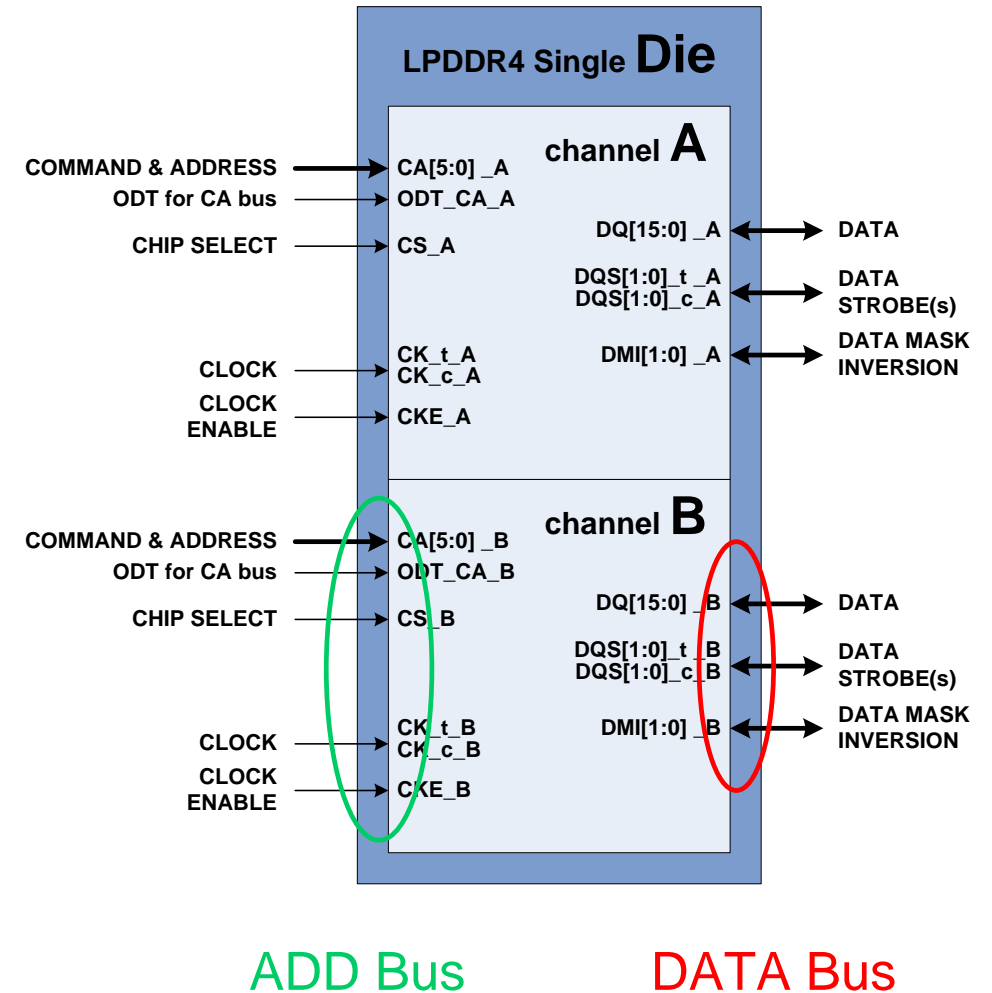 LPDDR4 Single Die
channel A
COMMAND & ADDRESS
CA[5:0] _A
ODT for CA bus
ODT_CA_A
CHIP SELECT
CS_A
DQ[15:0] _A
DATA
DQS[1:0]_t _A
DQS[1:0]_c_A
DATA
STROBE(s)
CLOCK
CK_t_A
CK_c_A
DMI[1:0] _A
DATA MASK
INVERSION
CLOCK
ENABLE
CKE_A
channel B
COMMAND & ADDRESS
CA[5:0] _B
ODT for CA bus
ODT_CA_B
CHIP SELECT
CS_B
DQ[15:0] _B
DATA
DQS[1:0]_t _B
DQS[1:0]_c_B
DATA
STROBE(s)
CLOCK
CK_t_B
CK_c_B
DMI[1:0] _B
DATA MASK
INVERSION
CLOCK
ENABLE
CKE_B
ADD Bus
DATA Bus